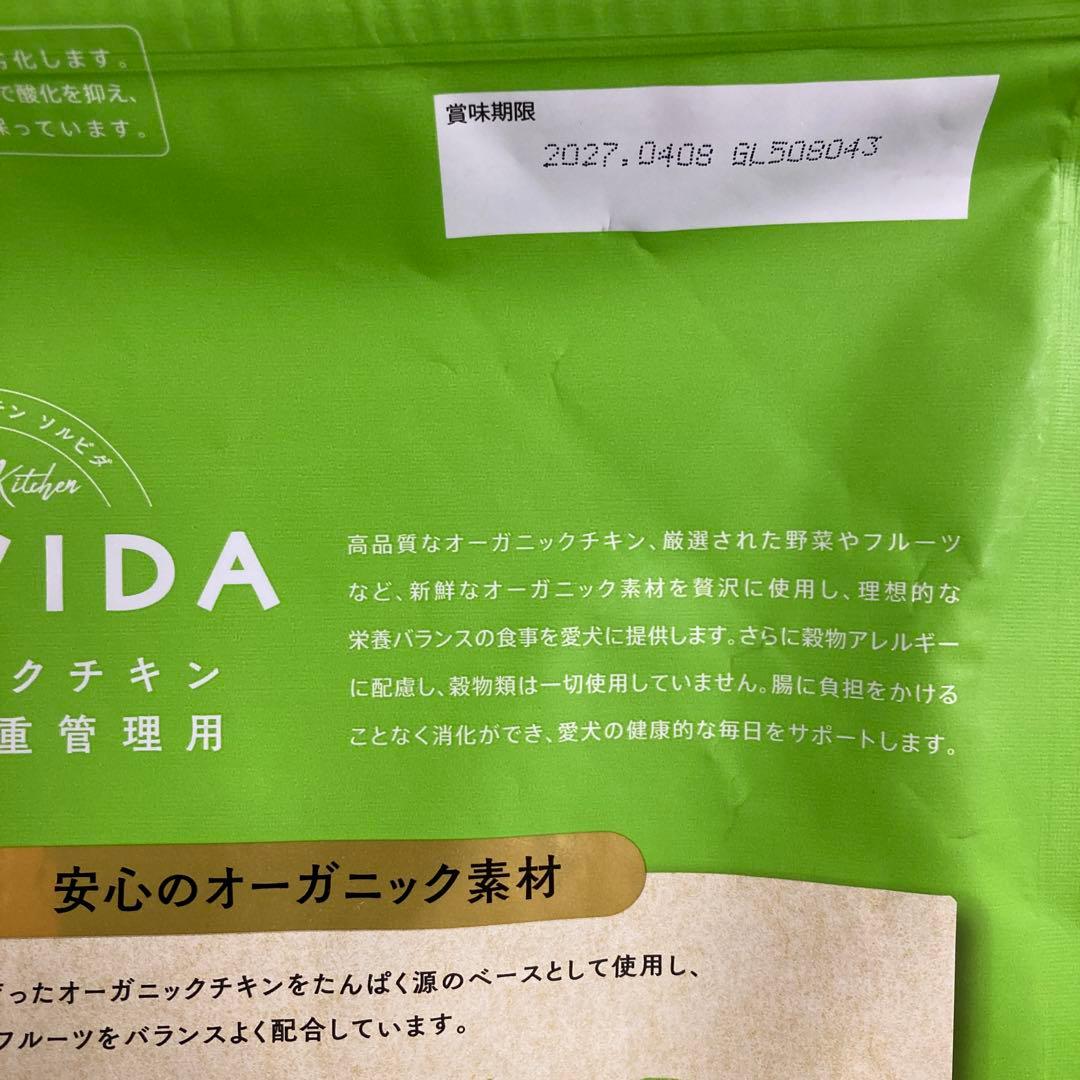 劣化します。
で酸化を抑え、
保っています。
賞味期限
2027.0408 GL508043
ン ソルビダ
Kitchen
VIDA
クチキン
重管理用
高品質なオーガニックチキン、厳選された野菜やフルーツ
など、新鮮なオーガニック素材を贅沢に使用し、理想的な
栄養バランスの食事を愛犬に提供します。さらに穀物アレルギー
に配慮し、穀物類は一切使用していません。腸に負担をかける
ことなく消化ができ、愛犬の健康的な毎日をサポートします。
安心のオーガニック素材
ったオーガニックチキンをたんぱく源のベースとして使用し、
フルーツをバランスよく配合しています。